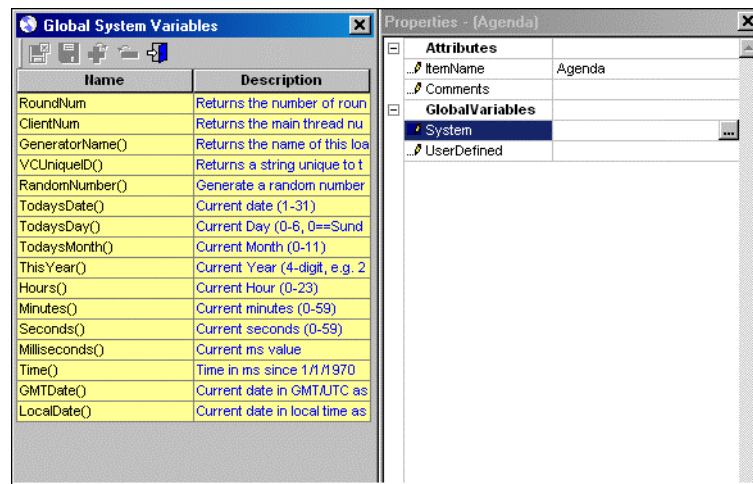 Global System Variables
Name Description
RoundNum Returns the number of roun
ClientNum Returns the main thread nu
GeneratorName() Returns the name of this loa
VCUniqueID() Returns a string unique to t
RandomNumber() Generate a random number
TodaysDate() Current date (1-31)
TodaysDay() Current Day (0-6, 0==Sund
TodaysMonth() Current Month (0-11)
ThisYear() Current Year (4-digit, e.g. 2
Hours() Current Hour (0-23)
Minutes() Current minutes (0-59)
Seconds() Current seconds (0-59)
Milliseconds() Current ms value
Time() Time in ms since 1/1/1970
GMTDate() Current date in GMT/UTC as
LocalDate() Current date in local time as
Properties - (Agenda)
Attributes
ItemName Agenda
Comments
GlobalVariables
System ...
UserDefined